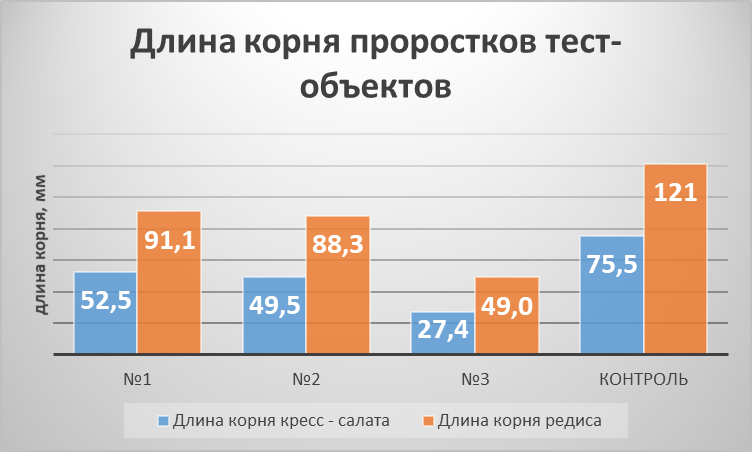 Длина корня проростков тест-
объектов
длина корня, мм
52,5
91,1
49,5
88,3
27,4
49,0
75,5
121
№1
№2
№3
КОНТРОЛЬ
Длина корня кресс - салата
Длина корня редиса